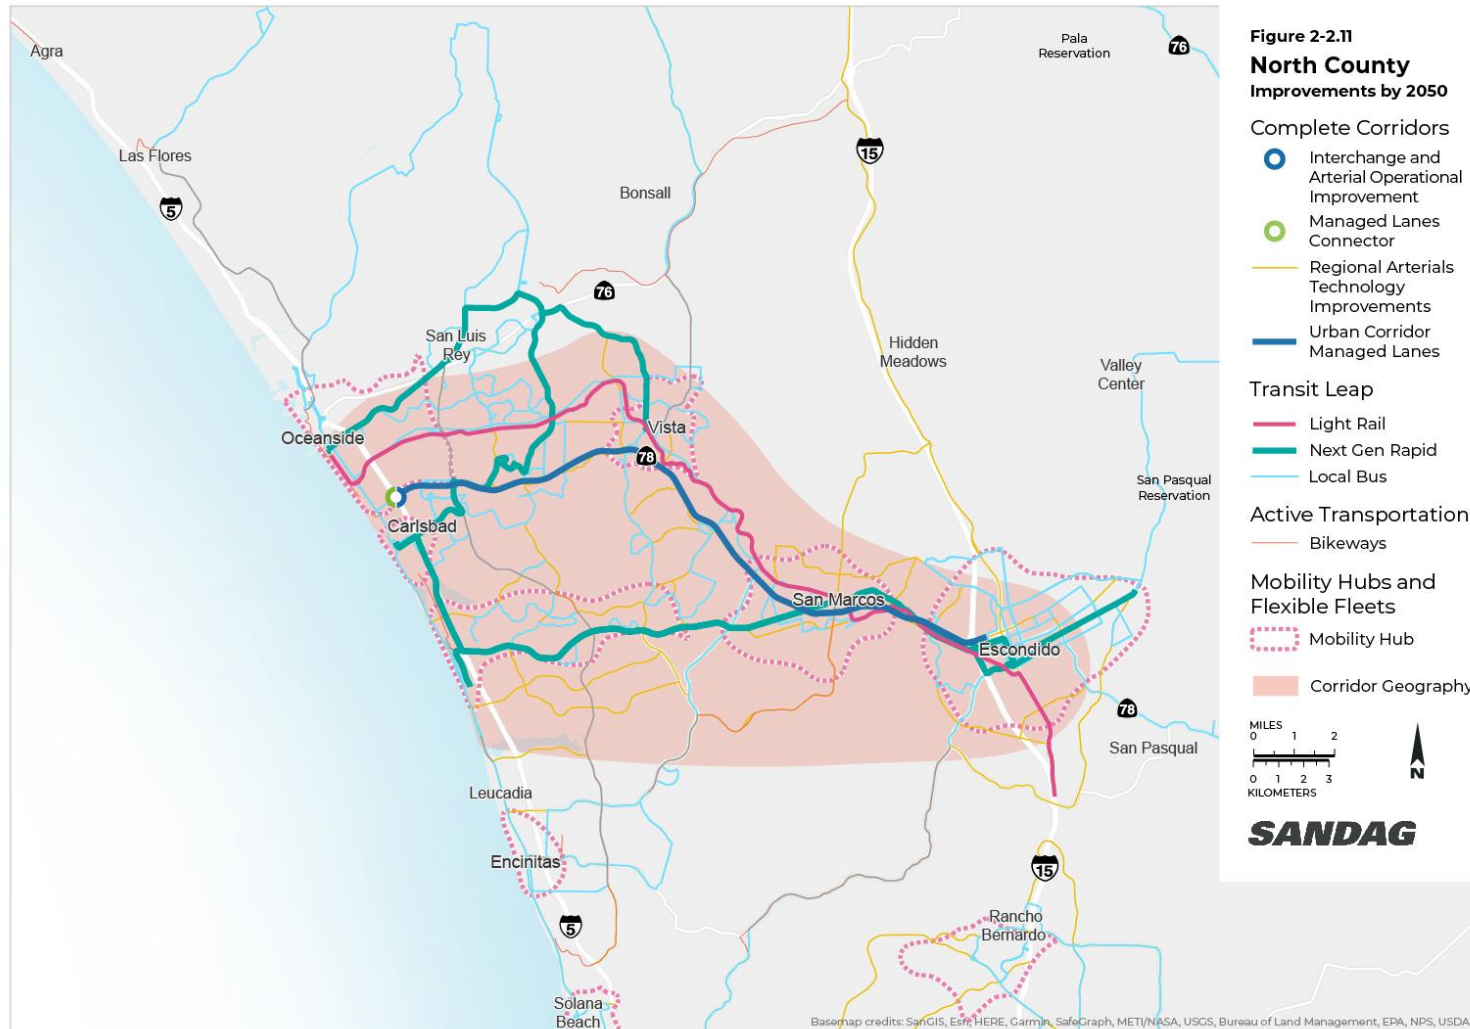 Agra
Pala
Reservation
76
Las Flores
5
15
Bonsall
76
San Luis
Rey
Hidden
Meadows
Valley
Center
Oceanside
Vista
78
San Pasqual
Reservation
Carlsbad
San Marcos
Escondido
78
San Pasqual
Leucadia
Encinitas
15
5
Rancho
Bernardo
Solana
Beach
Basemap credits: SanGIS, Esri, HERE, Garmin, SafeGraph, METI/NASA, USGS, Bureau of Land Management, EPA, NPS, USDA
Figure 2-2.11
North County
Improvements by 2050
Complete Corridors
Interchange and
Arterial Operational
Improvement
Managed Lanes
Connector
Regional Arterials
Technology
Improvements
Urban Corridor
Managed Lanes
Transit Leap
Light Rail
Next Gen Rapid
Local Bus
Active Transportation
Bikeways
Mobility Hubs and
Flexible Fleets
Mobility Hub
Corridor Geography
MILES
0 1 2
0 1 2 3
KILOMETERS
N
SANDAG